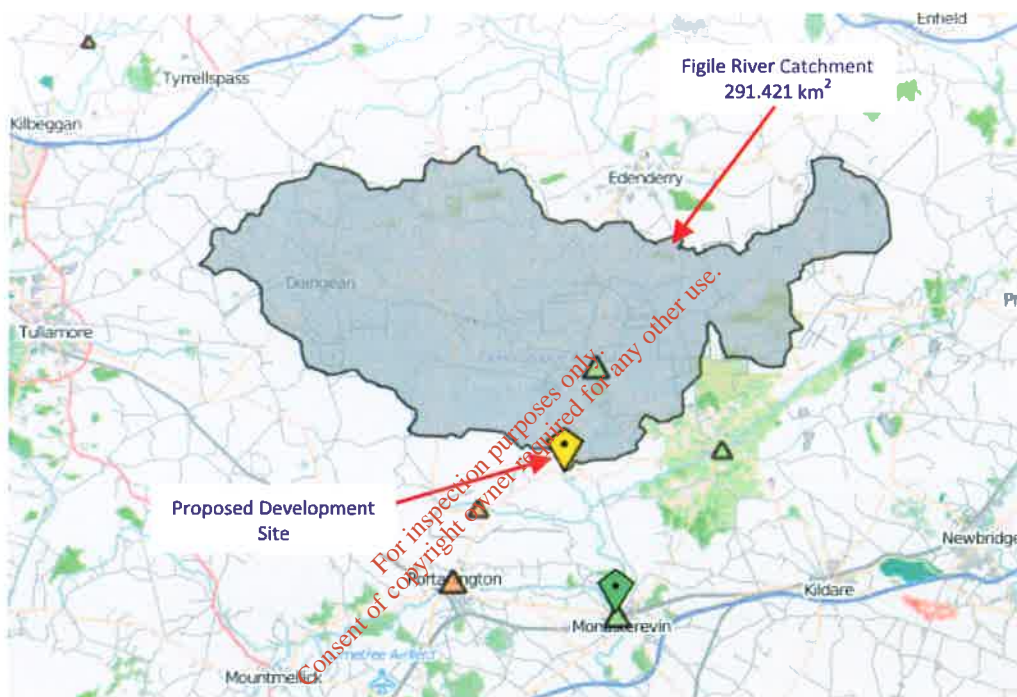 Enfield
Tyrrellspass
Figile River Catchment
291.421 km²
Kilbeggan
Edenderry
Daingean
Tullamore
Proposed Development
Site
For inspection purposes only.
Consent of copyright owner required for any other use.
Newbridge
Kildare
Portarlington
Monasterevin
Mountmellick